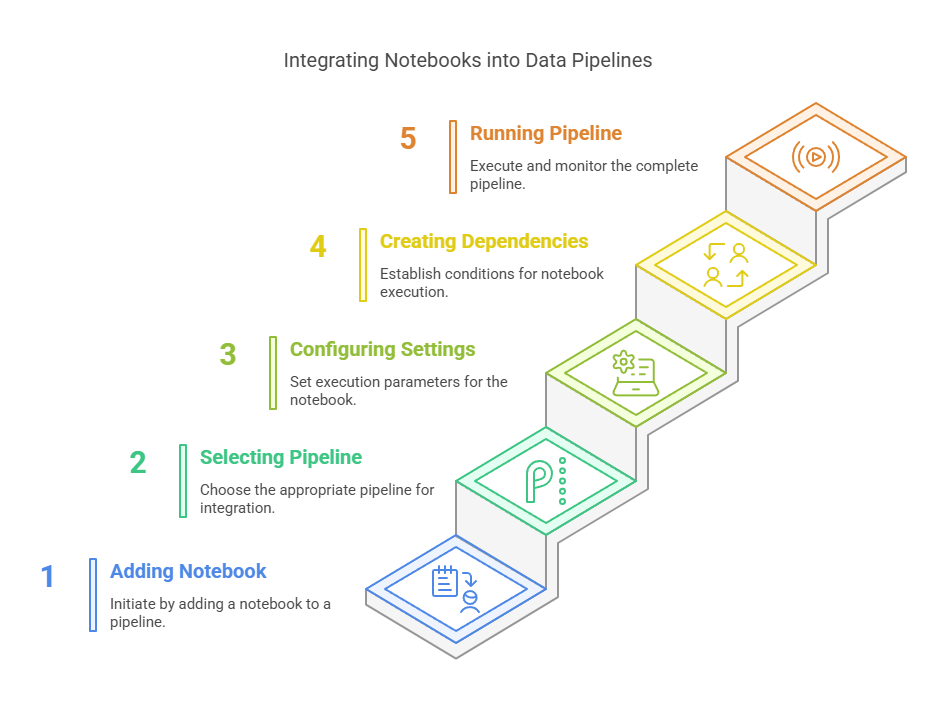 Integrating Notebooks into Data Pipelines
5
Running Pipeline
Execute and monitor the complete
pipeline.
4
Creating Dependencies
Establish conditions for notebook
execution.
3
Configuring Settings
Set execution parameters for the
notebook.
2
Selecting Pipeline
Choose the appropriate pipeline for
integration.
1
Adding Notebook
Initiate by adding a notebook to a
pipeline.